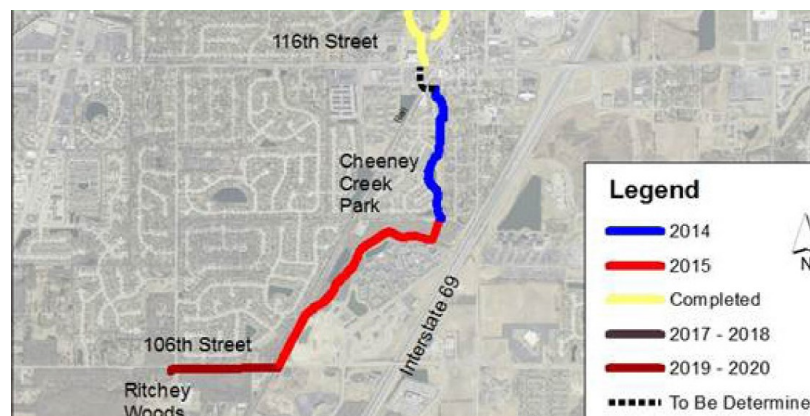 116th Street
Rail
Cheeney
Creek
Park
Interstate 69
106th Street
Ritchey
Woods
Legend
2014
2015
Completed
2017 - 2018
2019 - 2020
To Be Determine
N